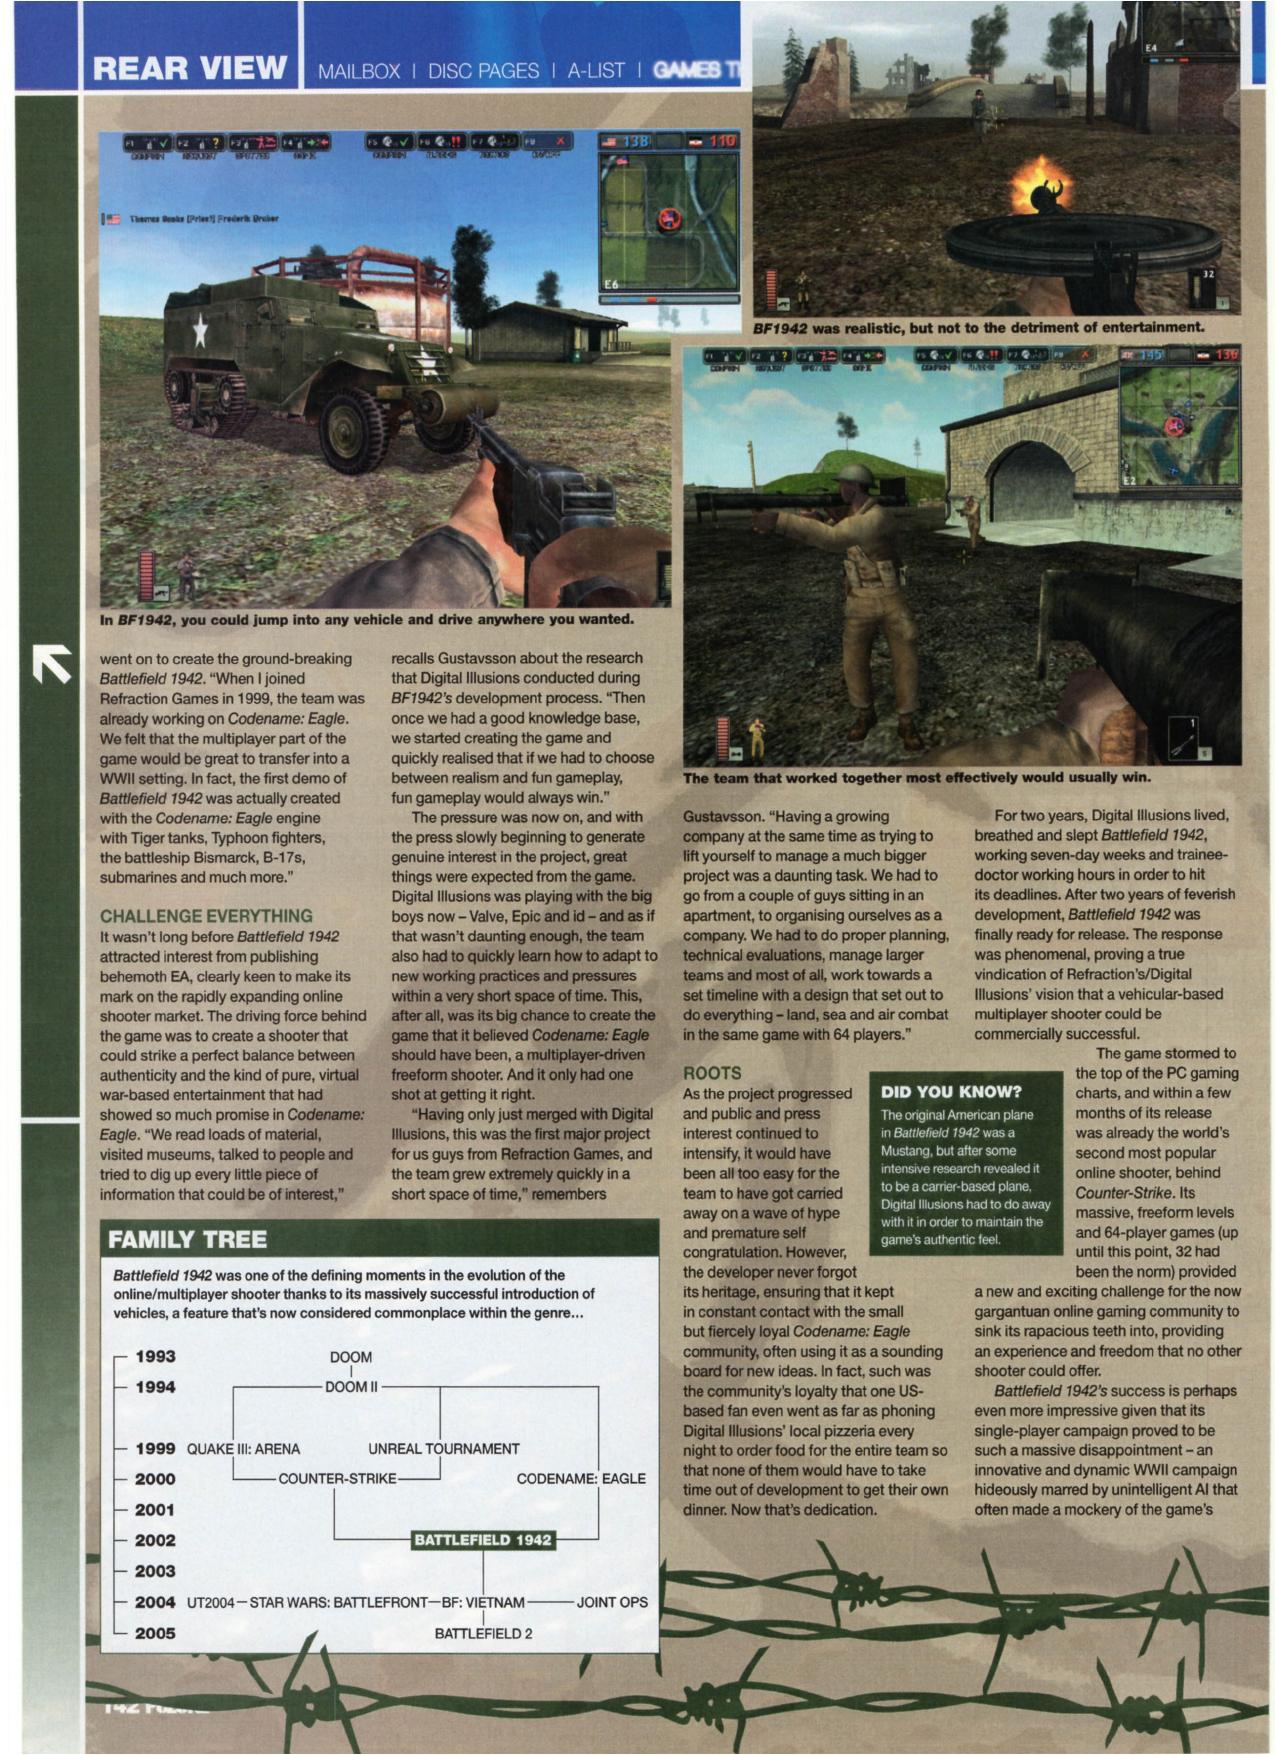 REAR VIEW
MAILBOX | DISC PAGES | A-LIST | GAMES T
E4
32
BF1942 was realistic, but not to the detriment of entertainment.
138
110
E6
In BF1942, you could jump into any vehicle and drive anywhere you wanted.
145
136
E2
1
The team that worked together most effectively would usually win.
went on to create the ground-breaking
Battlefield 1942. “When I joined
Refraction Games in 1999, the team was
already working on Codename: Eagle.
We felt that the multiplayer part of the
game would be great to transfer into a
WWII setting. In fact, the first demo of
Battlefield 1942 was actually created
with the Codename: Eagle engine
with Tiger tanks, Typhoon fighters,
the battleship Bismarck, B-17s,
submarines and much more.”
CHALLENGE EVERYTHING
It wasn't long before Battlefield 1942
attracted interest from publishing
behemoth EA, clearly keen to make its
mark on the rapidly expanding online
shooter market. The driving force behind
the game was to create a shooter that
could strike a perfect balance between
authenticity and the kind of pure, virtual
war-based entertainment that had
showed so much promise in Codename:
Eagle. “We read loads of material,
visited museums, talked to people and
tried to dig up every little piece of
information that could be of interest,”
recalls Gustavsson about the research
that Digital Illusions conducted during
BF1942's development process. “Then
once we had a good knowledge base,
we started creating the game and
quickly realised that if we had to choose
between realism and fun gameplay,
fun gameplay would always win.”
The pressure was now on, and with
the press slowly beginning to generate
genuine interest in the project, great
things were expected from the game.
Digital Illusions was playing with the big
boys now – Valve, Epic and id – and as if
that wasn't daunting enough, the team
also had to quickly learn how to adapt to
new working practices and pressures
within a very short space of time. This,
after all, was its big chance to create the
game that it believed Codename: Eagle
should have been, a multiplayer-driven
freeform shooter. And it only had one
shot at getting it right.
“Having only just merged with Digital
Illusions, this was the first major project
for us guys from Refraction Games, and
the team grew extremely quickly in a
short space of time,” remembers
Gustavsson. “Having a growing
company at the same time as trying to
lift yourself to manage a much bigger
project was a daunting task. We had to
go from a couple of guys sitting in an
apartment, to organising ourselves as a
company. We had to do proper planning,
technical evaluations, manage larger
teams and most of all, work towards a
set timeline with a design that set out to
do everything – land, sea and air combat
in the same game with 64 players.”
ROOTS
As the project progressed
and public and press
interest continued to
intensify, it would have
been all too easy for the
team to have got carried
away on a wave of hype
and premature self
congratulation. However,
the developer never forgot
its heritage, ensuring that it kept
in constant contact with the small
but fiercely loyal Codename: Eagle
community, often using it as a sounding
board for new ideas. In fact, such was
the community's loyalty that one US-
based fan even went as far as phoning
Digital Illusions' local pizzeria every
night to order food for the entire team so
that none of them would have to take
time out of development to get their own
dinner. Now that's dedication.
DID YOU KNOW?
The original American plane
in Battlefield 1942 was a
Mustang, but after some
intensive research revealed it
to be a carrier-based plane,
Digital Illusions had to do away
with it in order to maintain the
game's authentic feel.
For two years, Digital Illusions lived,
breathed and slept Battlefield 1942,
working seven-day weeks and trainee-
doctor working hours in order to hit
its deadlines. After two years of feverish
development, Battlefield 1942 was
finally ready for release. The response
was phenomenal, proving a true
vindication of Refraction's/Digital
Illusions' vision that a vehicular-based
multiplayer shooter could be
commercially successful.
The game stormed to
the top of the PC gaming
charts, and within a few
months of its release
was already the world's
second most popular
online shooter, behind
Counter-Strike. Its
massive, freeform levels
and 64-player games (up
until this point, 32 had
been the norm) provided
a new and exciting challenge for the now
gargantuan online gaming community to
sink its rapacious teeth into, providing
an experience and freedom that no other
shooter could offer.
Battlefield 1942's success is perhaps
even more impressive given that its
single-player campaign proved to be
such a massive disappointment – an
innovative and dynamic WWII campaign
hideously marred by unintelligent AI that
often made a mockery of the game's
FAMILY TREE
Battlefield 1942 was one of the defining moments in the evolution of the
online/multiplayer shooter thanks to its massively successful introduction of
vehicles, a feature that's now considered commonplace within the genre...
1993 DOOM
1994 DOOM II
1999 QUAKE III: ARENA UNREAL TOURNAMENT
2000 COUNTER-STRIKE CODENAME: EAGLE
2001
2002 BATTLEFIELD 1942
2003
2004 UT2004 – STAR WARS: BATTLEFRONT – BF: VIETNAM – JOINT OPS
2005 BATTLEFIELD 2
142